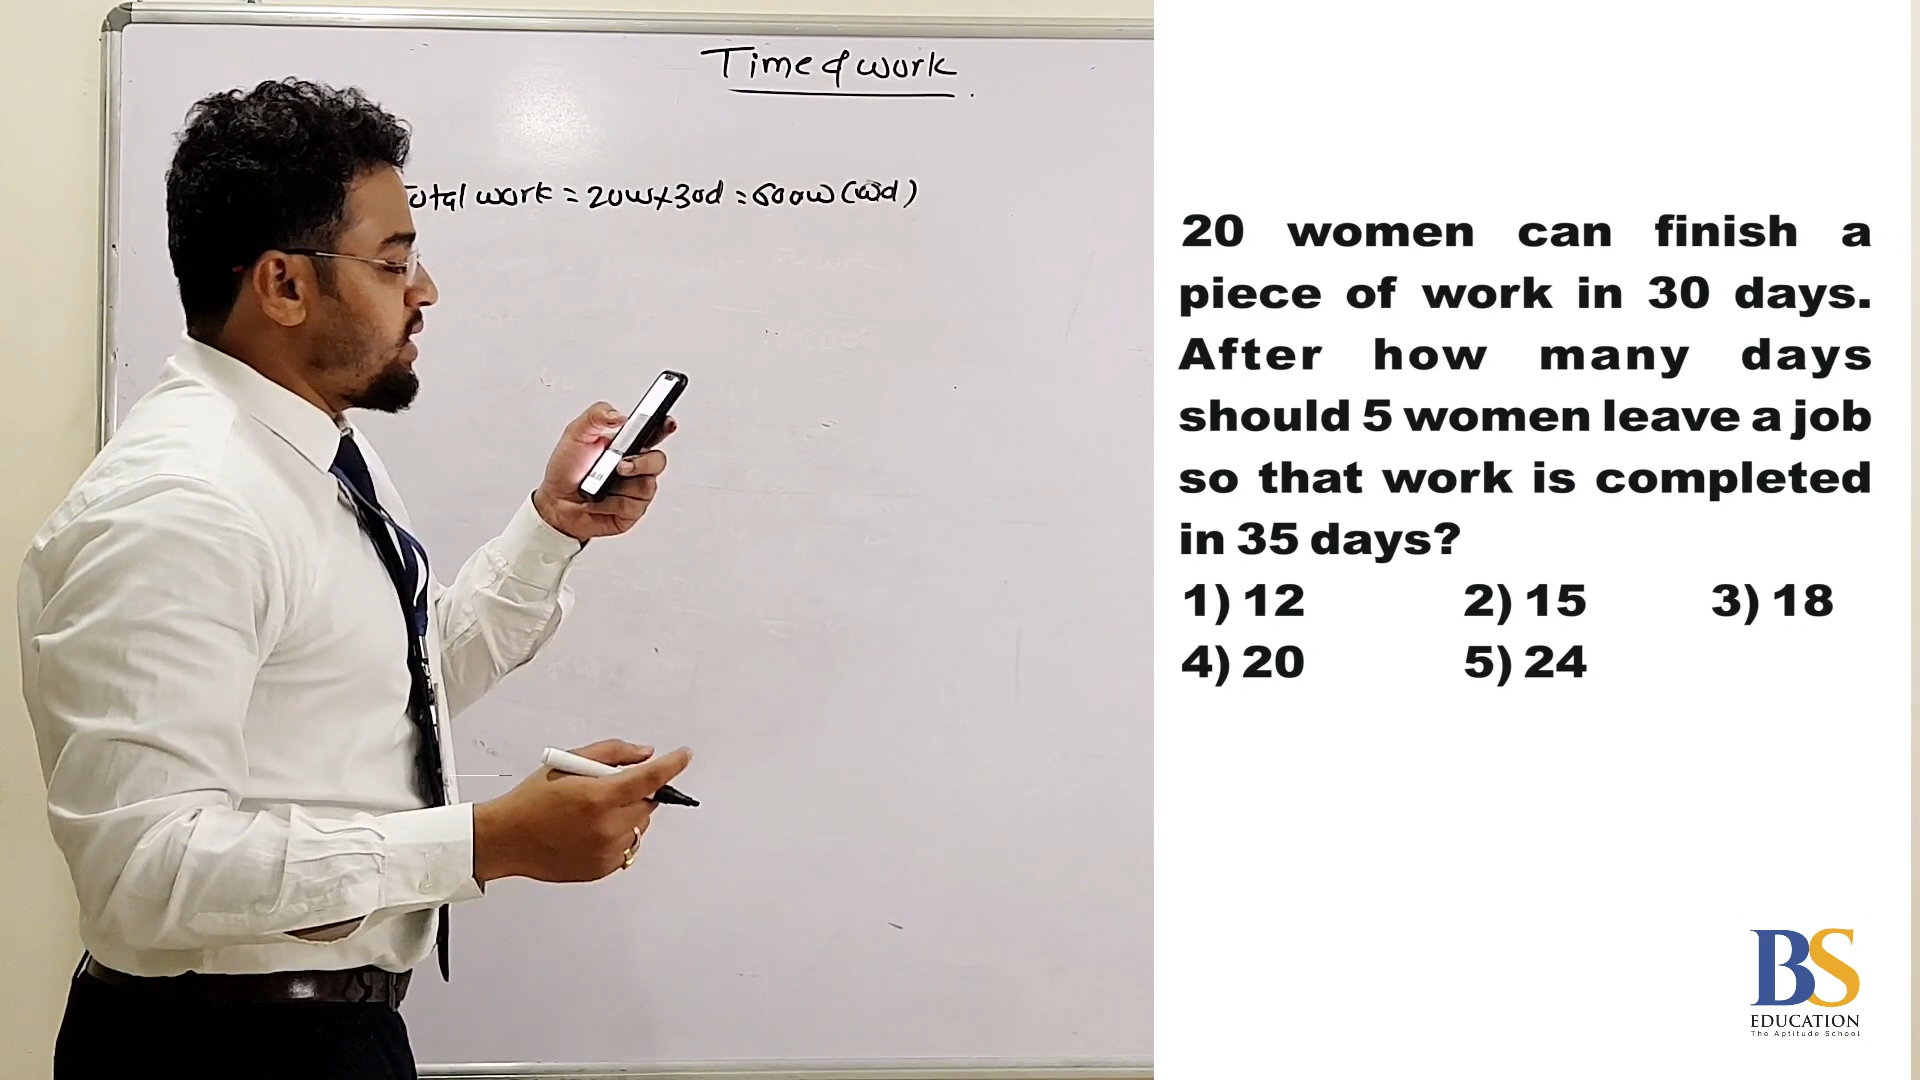 Time & work
Total work = 20w x 30d = 600w (wd)
20 women can finish a
piece of work in 30 days.
After how many days
should 5 women leave a job
so that work is completed
in 35 days?
1) 12 2) 15 3) 18
4) 20 5) 24
BS
EDUCATION
The Aptitude School